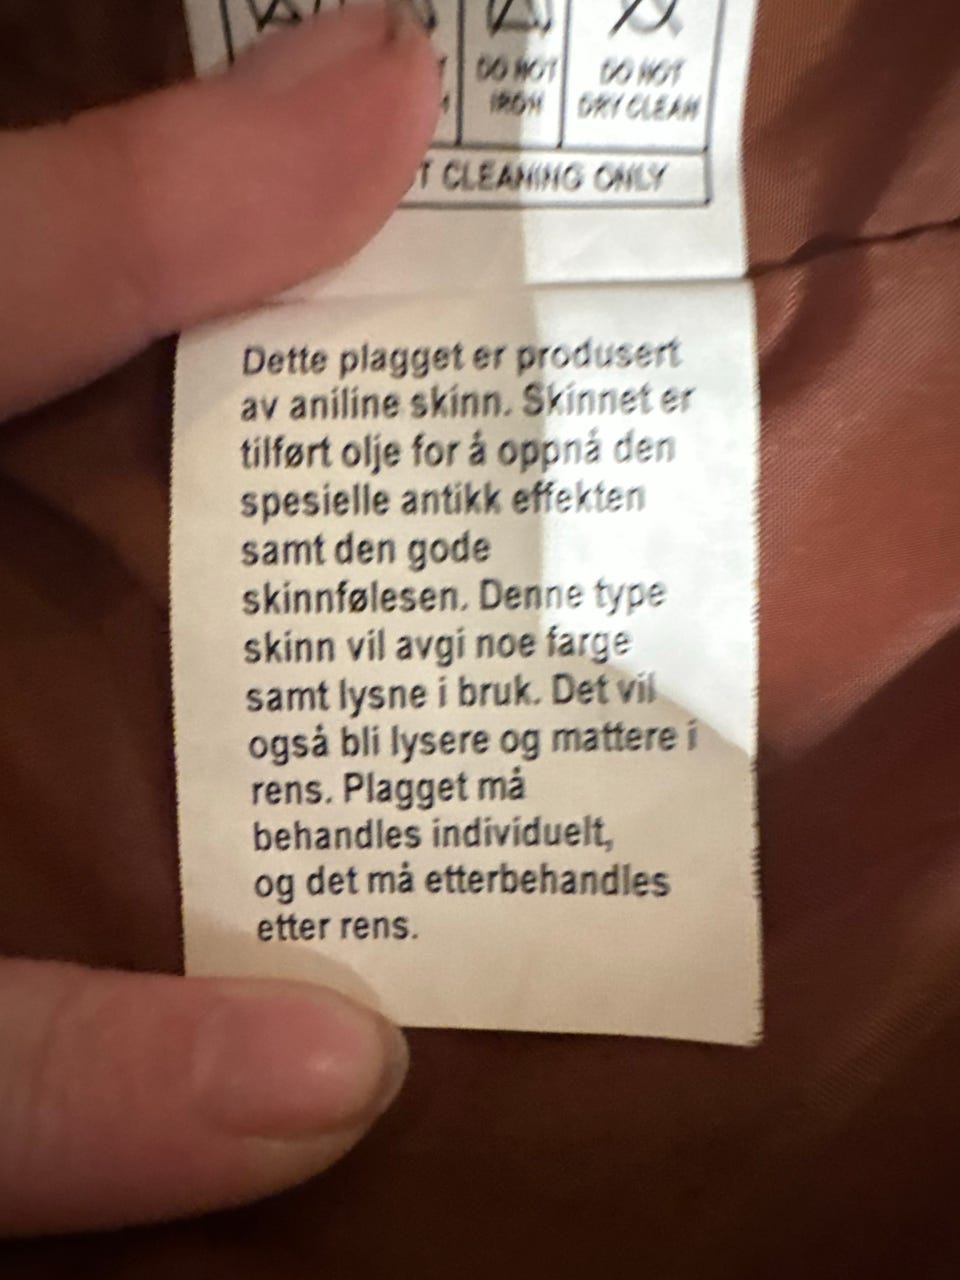 DO NOT DO NOT
IRON DRY CLEAN
T CLEANING ONLY
Dette plagget er produsert
av aniline skinn. Skinnet er
tilført olje for å oppnå den
spesielle antikk effekten
samt den gode
skinnfølesen. Denne type
skinn vil avgi noe farge
samt lysne i bruk. Det vil
også bli lysere og mattere i
rens. Plagget må
behandles individuelt,
og det må etterbehandles
etter rens.